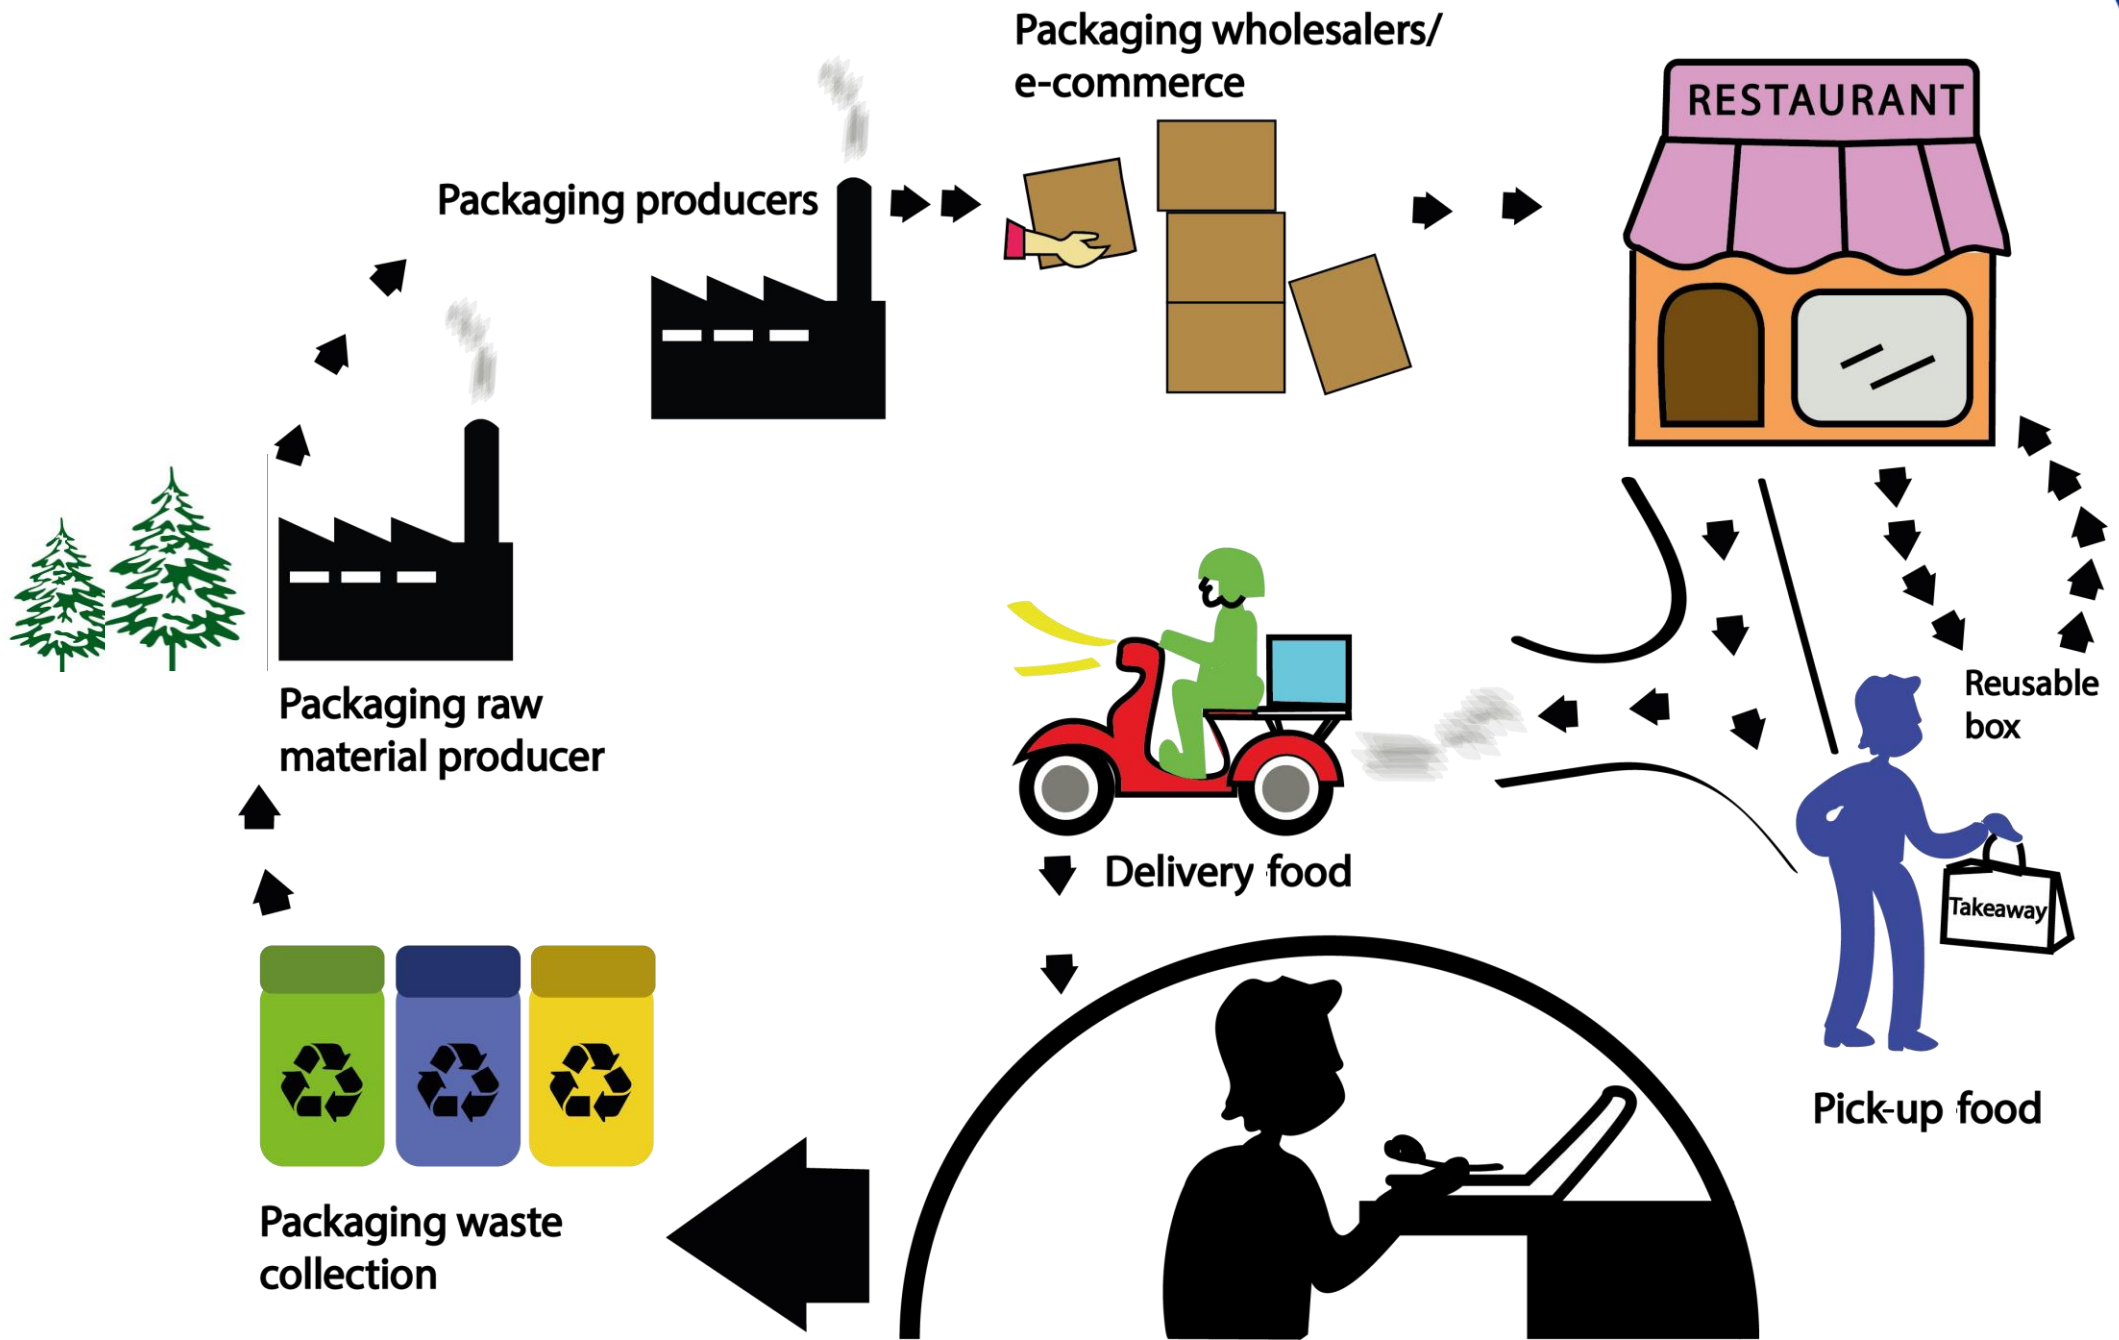 Packaging wholesalers/
e-commerce
RESTAURANT
Packaging producers
Packaging raw
material producer
Reusable
box
Delivery food
Takeaway
Pick-up food
Packaging waste
collection